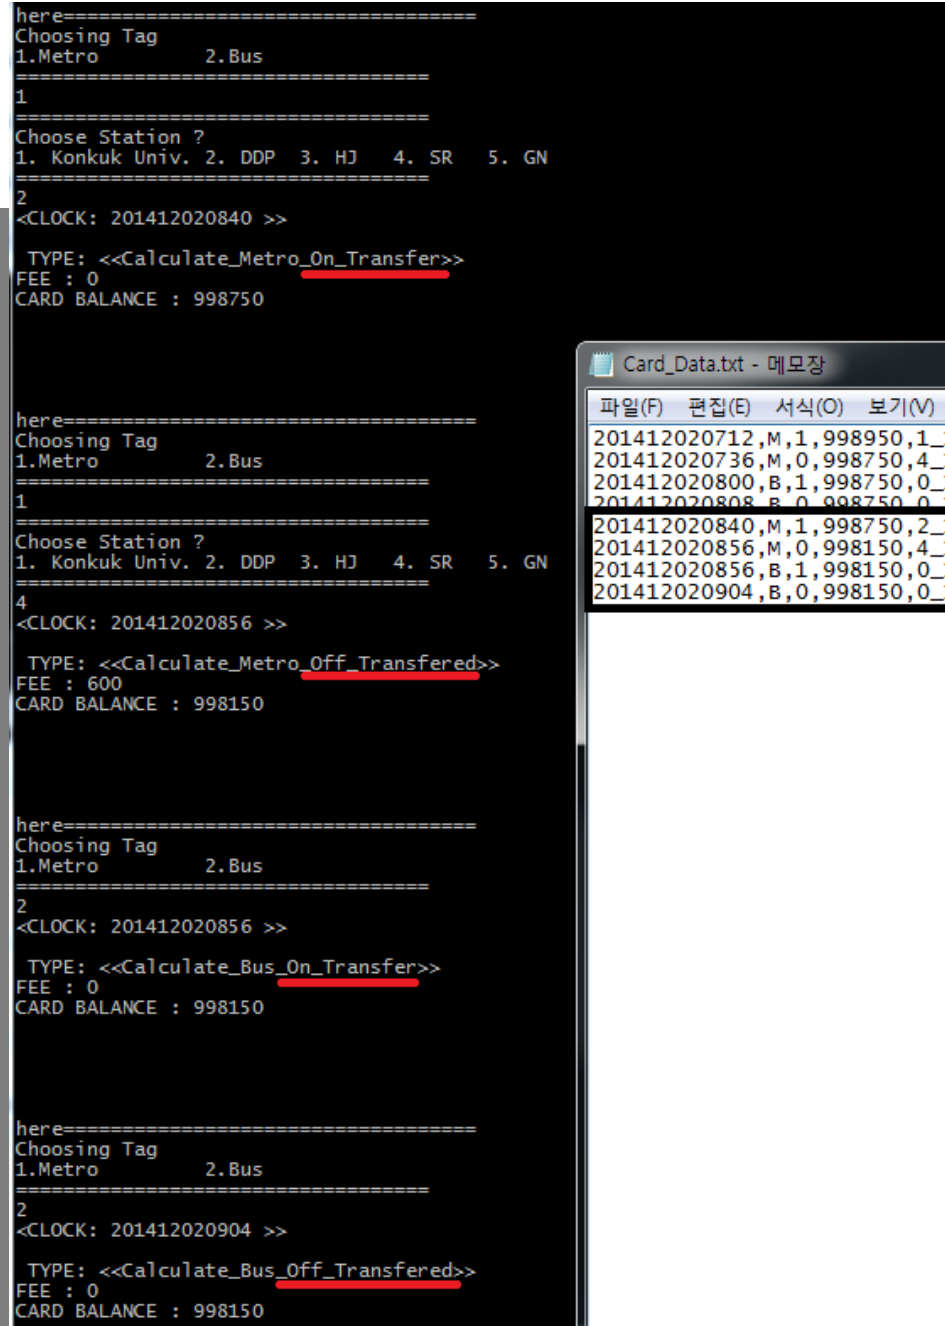 here===================================
Choosing Tag
1.Metro 2.Bus
===================================
1
===================================
Choose Station ?
1. Konkuk Univ. 2. DDP 3. HJ 4. SR 5. GN
===================================
2
<CLOCK: 201412020840 >>
TYPE: <<Calculate_Metro_On_Transfer>>
FEE : 0
CARD BALANCE : 998750
here===================================
Choosing Tag
1.Metro 2.Bus
===================================
1
===================================
Choose Station ?
1. Konkuk Univ. 2. DDP 3. HJ 4. SR 5. GN
===================================
4
<CLOCK: 201412020856 >>
TYPE: <<Calculate_Metro_Off_Transfered>>
FEE : 600
CARD BALANCE : 998150
here===================================
Choosing Tag
1.Metro 2.Bus
===================================
2
<CLOCK: 201412020856 >>
TYPE: <<Calculate_Bus_On_Transfer>>
FEE : 0
CARD BALANCE : 998150
here===================================
Choosing Tag
1.Metro 2.Bus
===================================
2
<CLOCK: 201412020904 >>
TYPE: <<Calculate_Bus_Off_Transfered>>
FEE : 0
CARD BALANCE : 998150
Card_Data.txt - 메모장
파일(F) 편집(E) 서식(O) 보기(V)
201412020712,M,1,998950,1_
201412020736,M,0,998750,4_
201412020800,B,1,998750,0_
201412020808,B,0,998750,0_
201412020840,M,1,998750,2_
201412020856,M,0,998150,4_
201412020856,B,1,998150,0_
201412020904,B,0,998150,0_